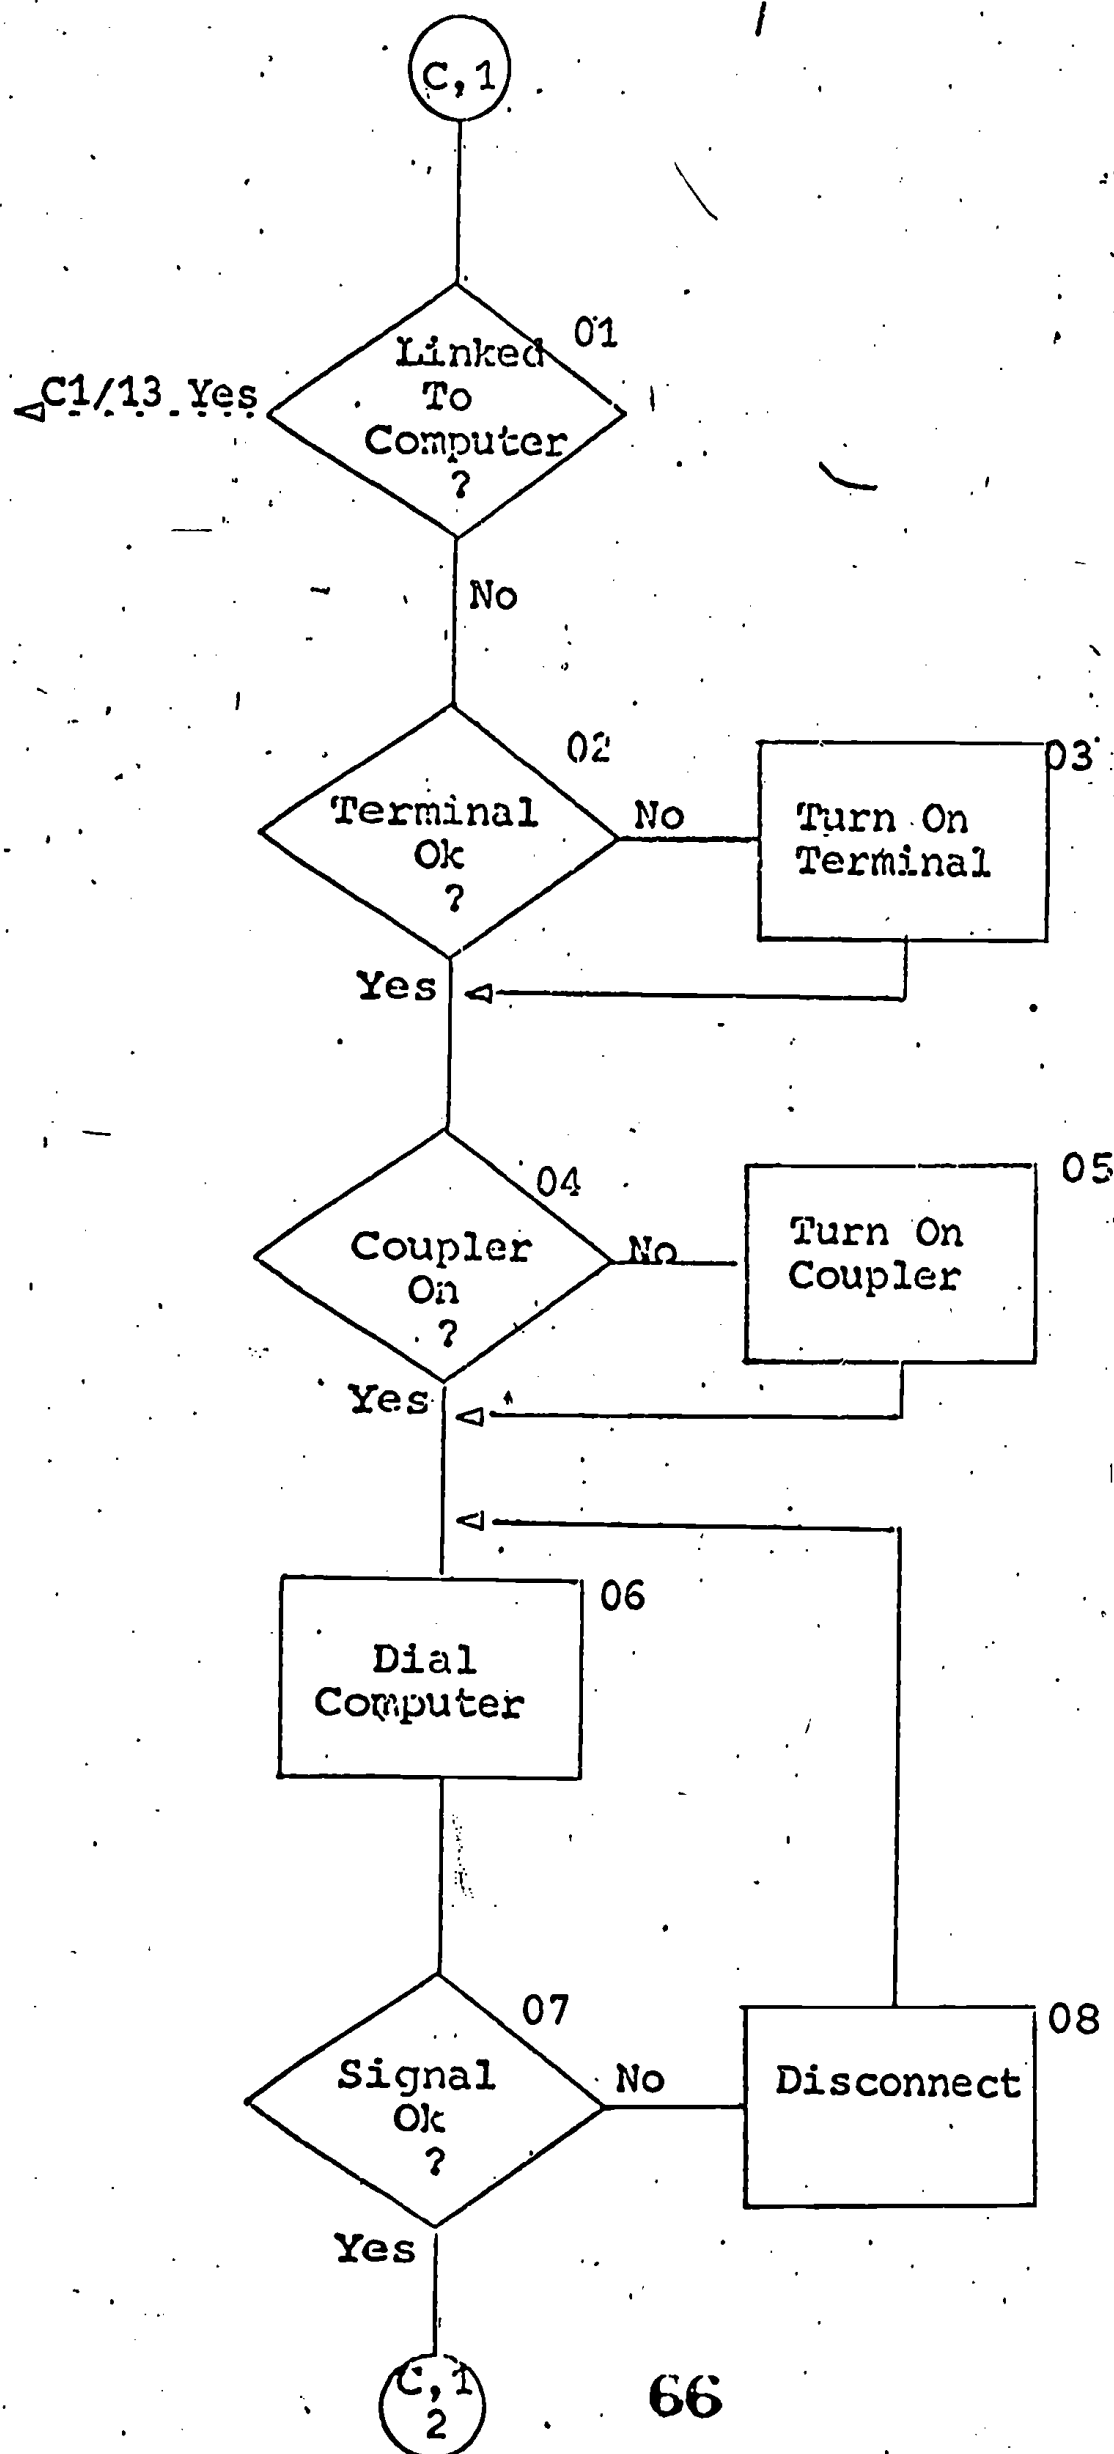 C,1
01
Linked
To
Computer
?
C1/13 Yes
No
02
Terminal
Ok
?
No
03
Turn On
Terminal
Yes
04
Coupler
On
?
No
05
Turn On
Coupler
Yes
06
Dial
Computer
07
Signal
Ok
?
No
08
Disconnect
Yes
C,1
2
66